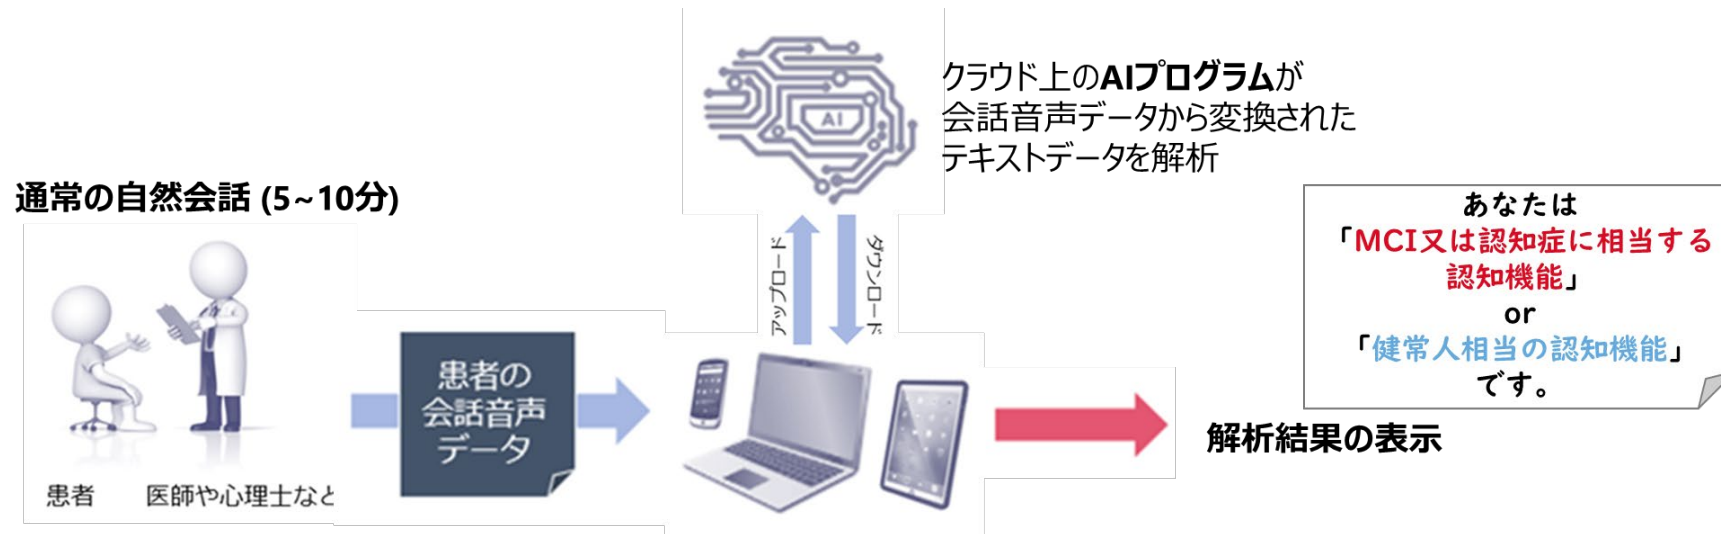 クラウド上のAIプログラムが
会話音声データから変換された
テキストデータを解析
AI
通常の自然会話 (5~10分)
アップロード
ダウンロード
患者の
会話音声
データ
患者
医師や心理士など
あなたは
「MCI又は認知症に相当する
認知機能」
or
「健常人相当の認知機能」
です。
解析結果の表示